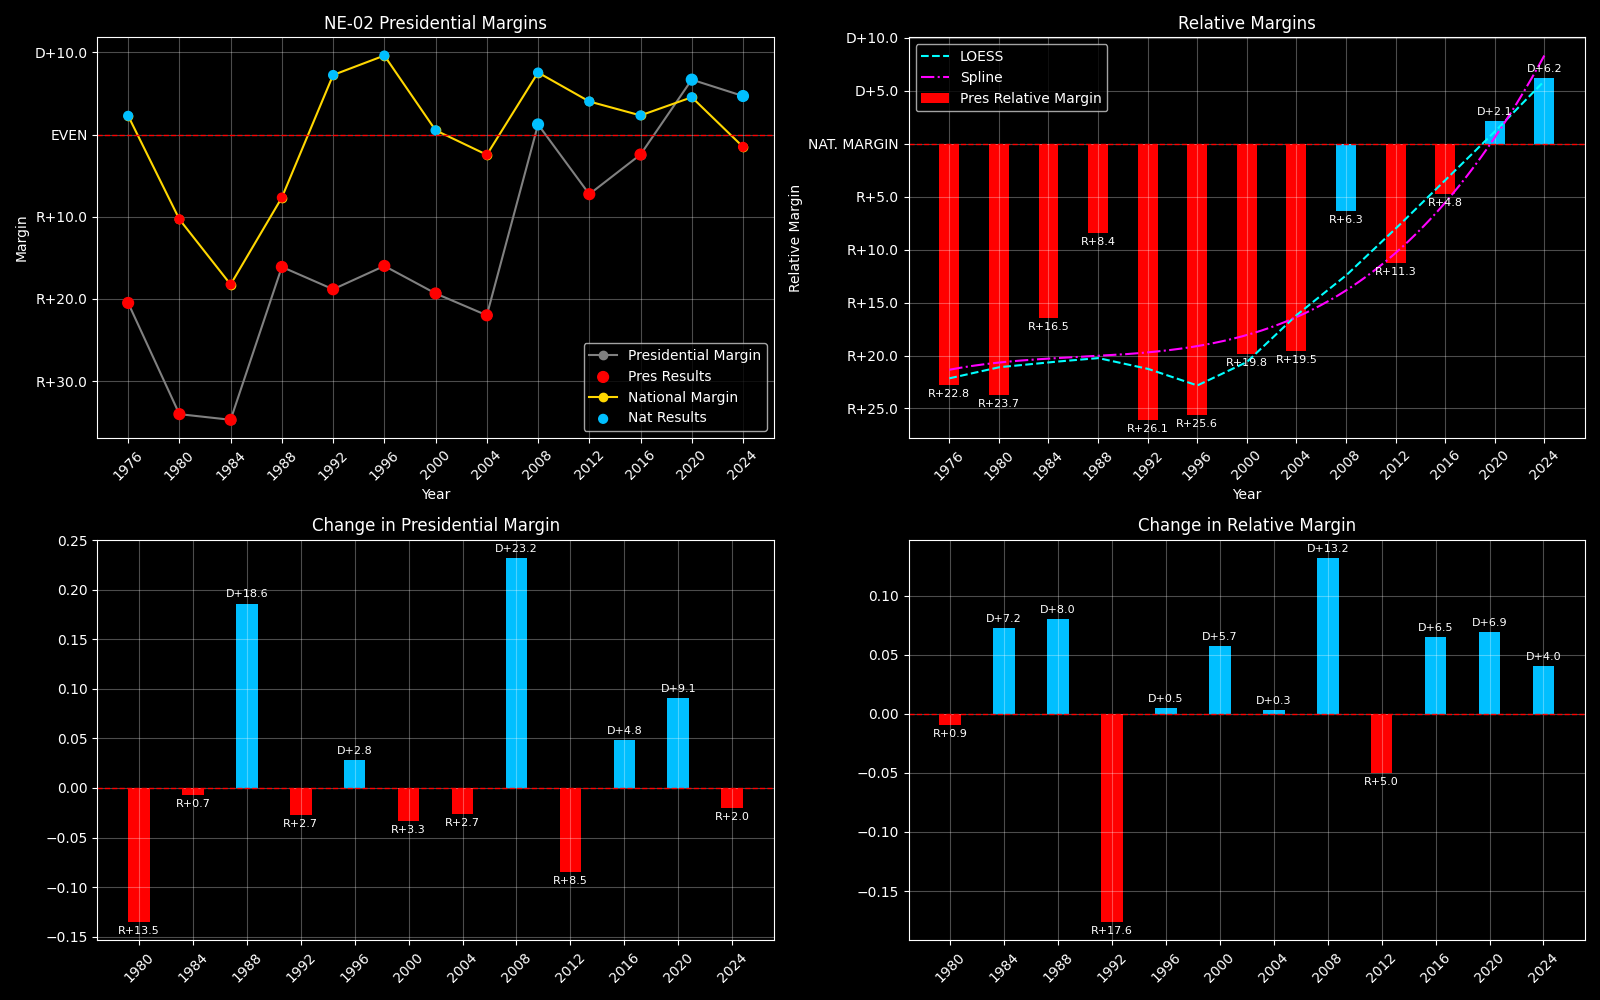 NE-02 Presidential Margins
D+10.0
EVEN
R+10.0
R+20.0
R+30.0
Margin
Presidential Margin
Pres Results
National Margin
Nat Results
1976
1980
1984
1988
1992
1996
2000
2004
2008
2012
2016
2020
2024
Year
Relative Margins
D+10.0
D+5.0
NAT. MARGIN
R+5.0
R+10.0
R+15.0
R+20.0
R+25.0
Relative Margin
LOESS
Spline
Pres Relative Margin
R+22.8
R+23.7
R+16.5
R+8.4
R+26.1
R+25.6
R+19.8
R+19.5
R+6.3
R+11.3
R+4.8
D+2.1
D+6.2
1976
1980
1984
1988
1992
1996
2000
2004
2008
2012
2016
2020
2024
Year
Change in Presidential Margin
0.25
0.20
0.15
0.10
0.05
0.00
−0.05
−0.10
−0.15
R+13.5
R+0.7
D+18.6
R+2.7
D+2.8
R+3.3
R+2.7
D+23.2
R+8.5
D+4.8
D+9.1
R+2.0
1980
1984
1988
1992
1996
2000
2004
2008
2012
2016
2020
2024
Change in Relative Margin
0.10
0.05
0.00
−0.05
−0.10
−0.15
R+0.9
D+7.2
D+8.0
R+17.6
D+0.5
D+5.7
D+0.3
D+13.2
R+5.0
D+6.5
D+6.9
D+4.0
1980
1984
1988
1992
1996
2000
2004
2008
2012
2016
2020
2024